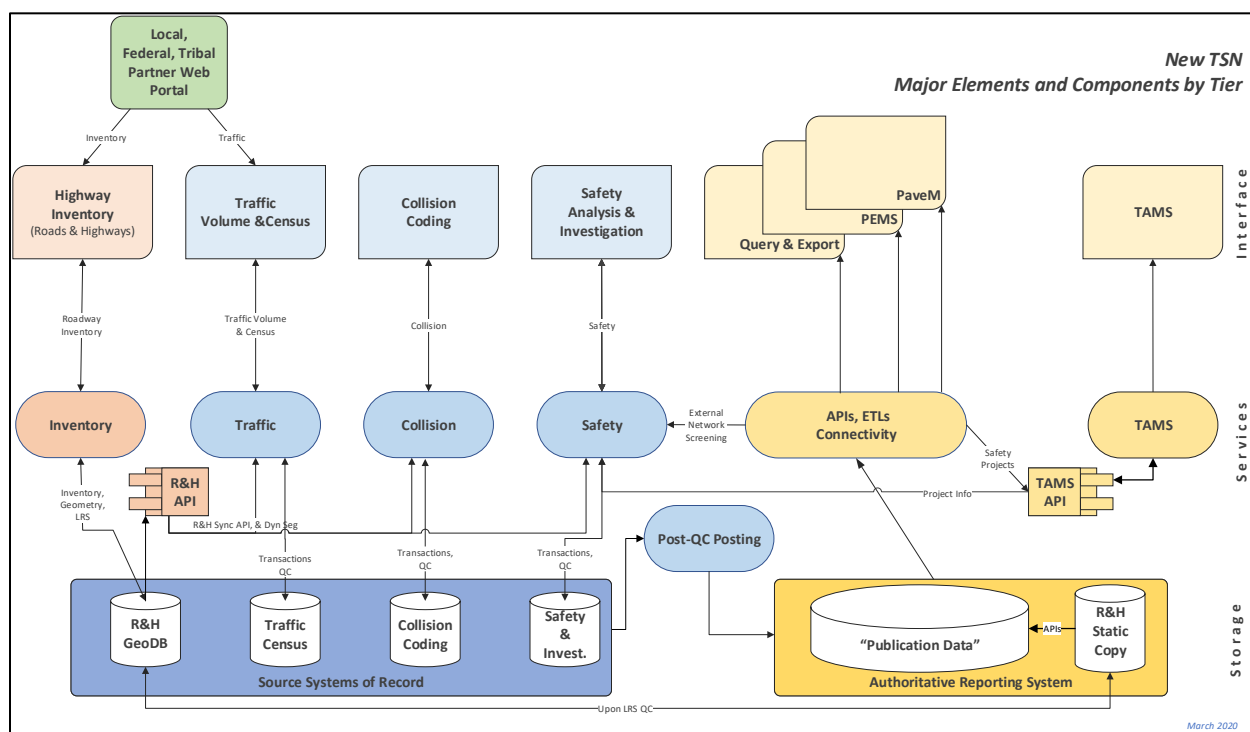 Local,
Federal, Tribal
Partner Web
Portal
New TSN
Major Elements and Components by Tier
Inventory
Traffic
Highway
Inventory
(Roads & Highways)
Traffic
Volume &Census
Collision
Coding
Safety
Analysis &
Investigation
PaveM
PEMS
Query & Export
TAMS
Interface
Roadway
Inventory
Traffic Volume
& Census
Collision
Safety
Inventory
Traffic
Collision
Safety
External
Network
Screening
APIs, ETLs
Connectivity
TAMS
Services
Safety
Projects
Inventory,
Geometry,
LRS
R&H
API
TAMS
API
Project Info
R&H Sync API, & Dyn Seg
Post-QC Posting
Transactions
QC
Transactions,
QC
Transactions,
QC
R&H
GeoDB
Traffic
Census
Collision
Coding
Safety
&
Invest.
"Publication Data"
APIs
R&H
Static
Copy
Storage
Source Systems of Record
Authoritative Reporting System
Upon LRS QC
March 2020